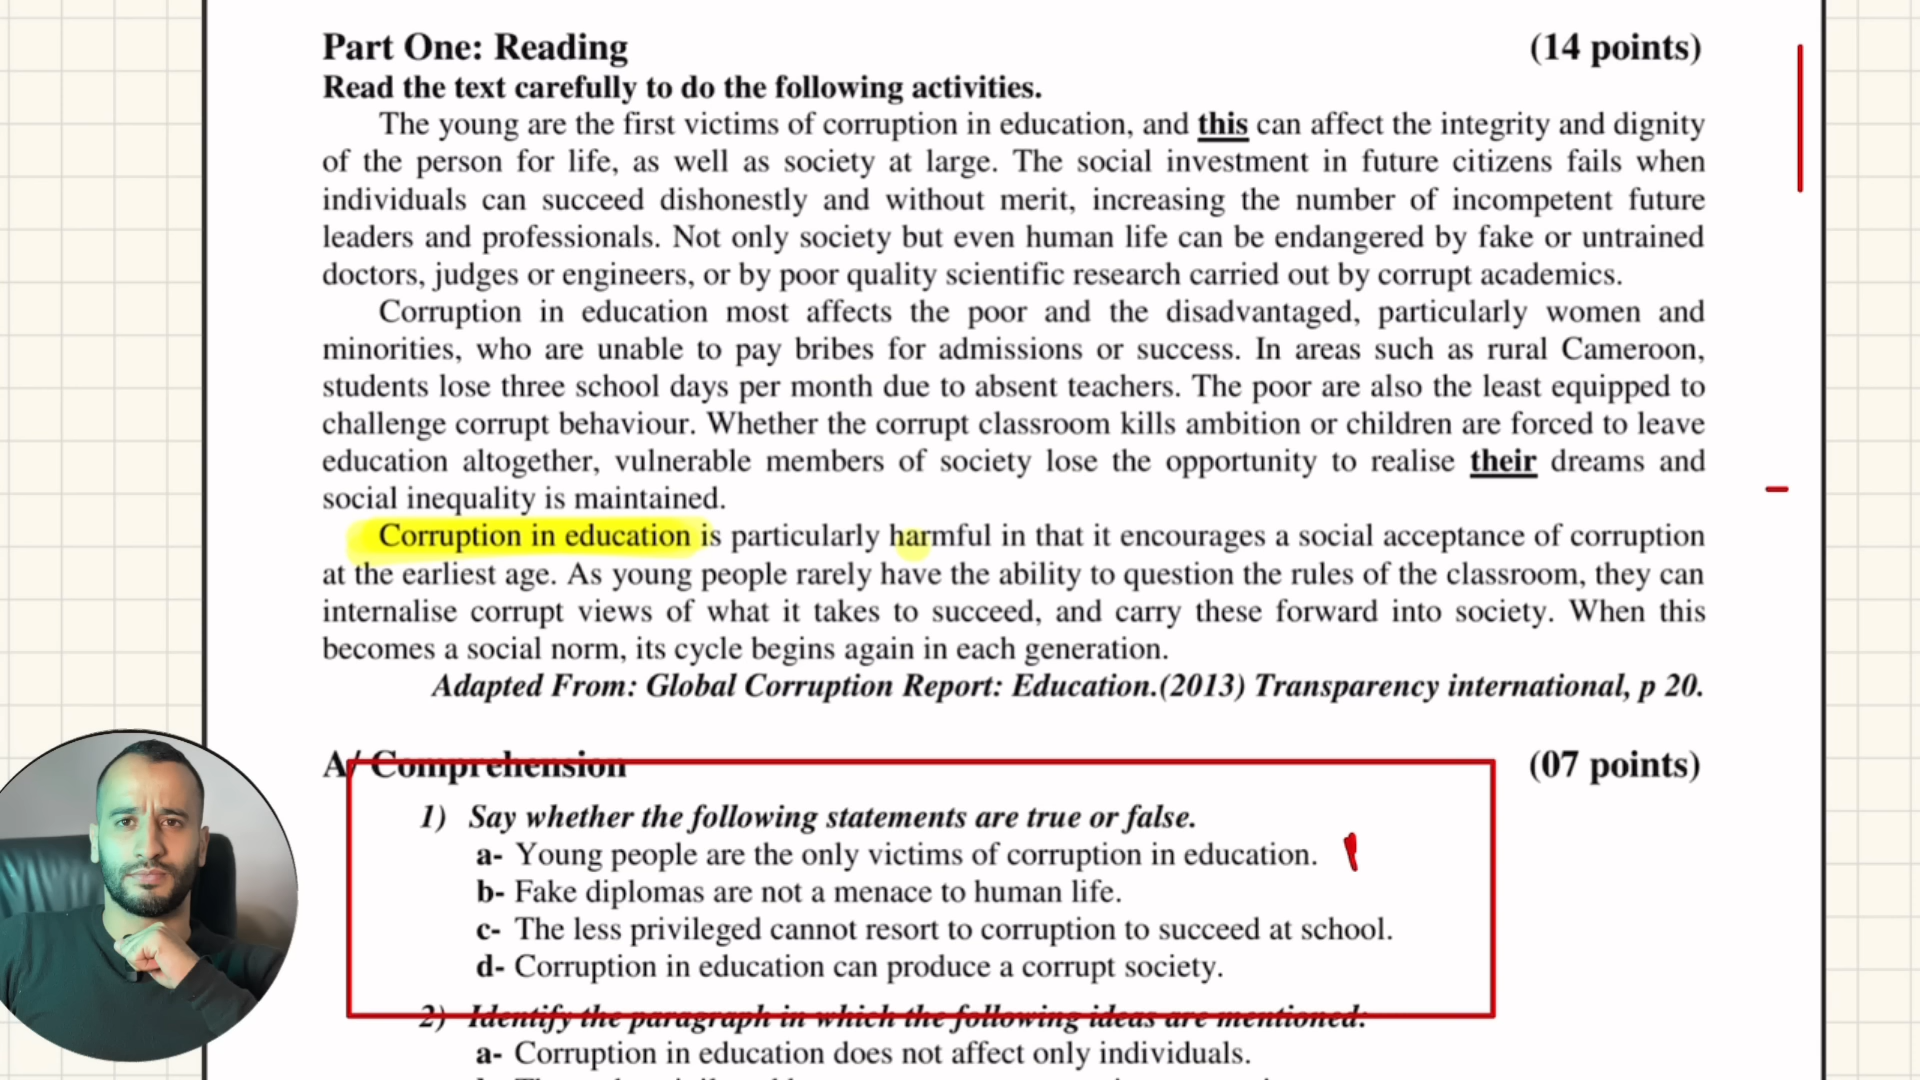 Part One: Reading (14 points)
Read the text carefully to do the following activities.
The young are the first victims of corruption in education, and this can affect the integrity and dignity
of the person for life, as well as society at large. The social investment in future citizens fails when
individuals can succeed dishonestly and without merit, increasing the number of incompetent future
leaders and professionals. Not only society but even human life can be endangered by fake or untrained
doctors, judges or engineers, or by poor quality scientific research carried out by corrupt academics.
Corruption in education most affects the poor and the disadvantaged, particularly women and
minorities, who are unable to pay bribes for admissions or success. In areas such as rural Cameroon,
students lose three school days per month due to absent teachers. The poor are also the least equipped to
challenge corrupt behaviour. Whether the corrupt classroom kills ambition or children are forced to leave
education altogether, vulnerable members of society lose the opportunity to realise their dreams and
social inequality is maintained.
Corruption in education is particularly harmful in that it encourages a social acceptance of corruption
at the earliest age. As young people rarely have the ability to question the rules of the classroom, they can
internalise corrupt views of what it takes to succeed, and carry these forward into society. When this
becomes a social norm, its cycle begins again in each generation.
Adapted From: Global Corruption Report: Education.(2013) Transparency international, p 20.
A/ Comprehension (07 points)
1) Say whether the following statements are true or false.
a- Young people are the only victims of corruption in education.
b- Fake diplomas are not a menace to human life.
c- The less privileged cannot resort to corruption to succeed at school.
d- Corruption in education can produce a corrupt society.
2) Identify the paragraph in which the following ideas are mentioned:
a- Corruption in education does not affect only individuals.